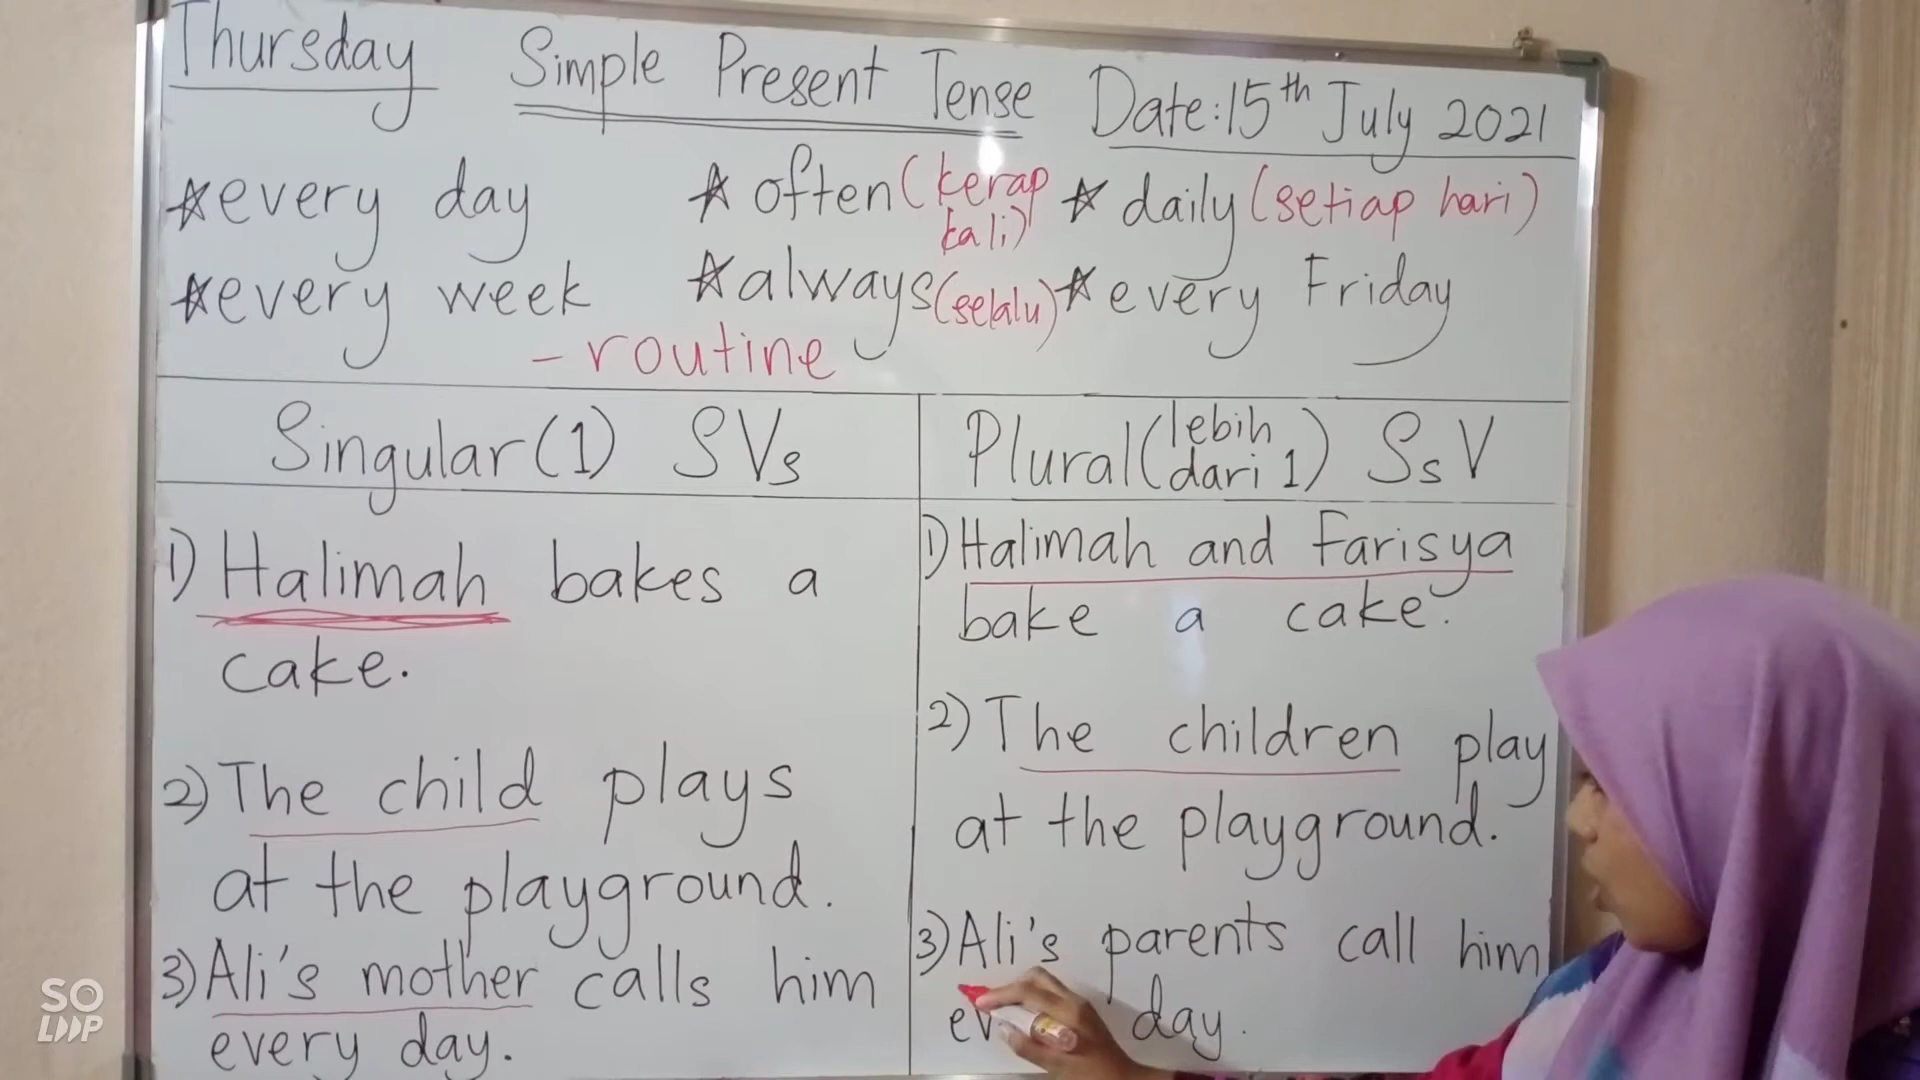 Thursday Simple Present Tense Date: 15th July 2021
☆ every day ☆ often (kerap kali) ☆ daily (setiap hari)
☆ every week ☆ always (selalu) ☆ every Friday
- routine
Singular (1) SVs
1) Halimah bakes a
cake.
2) The child plays
at the playground.
3) Ali's mother calls him
every day.
Plural (lebih dari 1) SsV
1) Halimah and Farisya
bake a cake.
2) The children play
at the playground.
3) Ali's parents call him
day.
SOLOOP